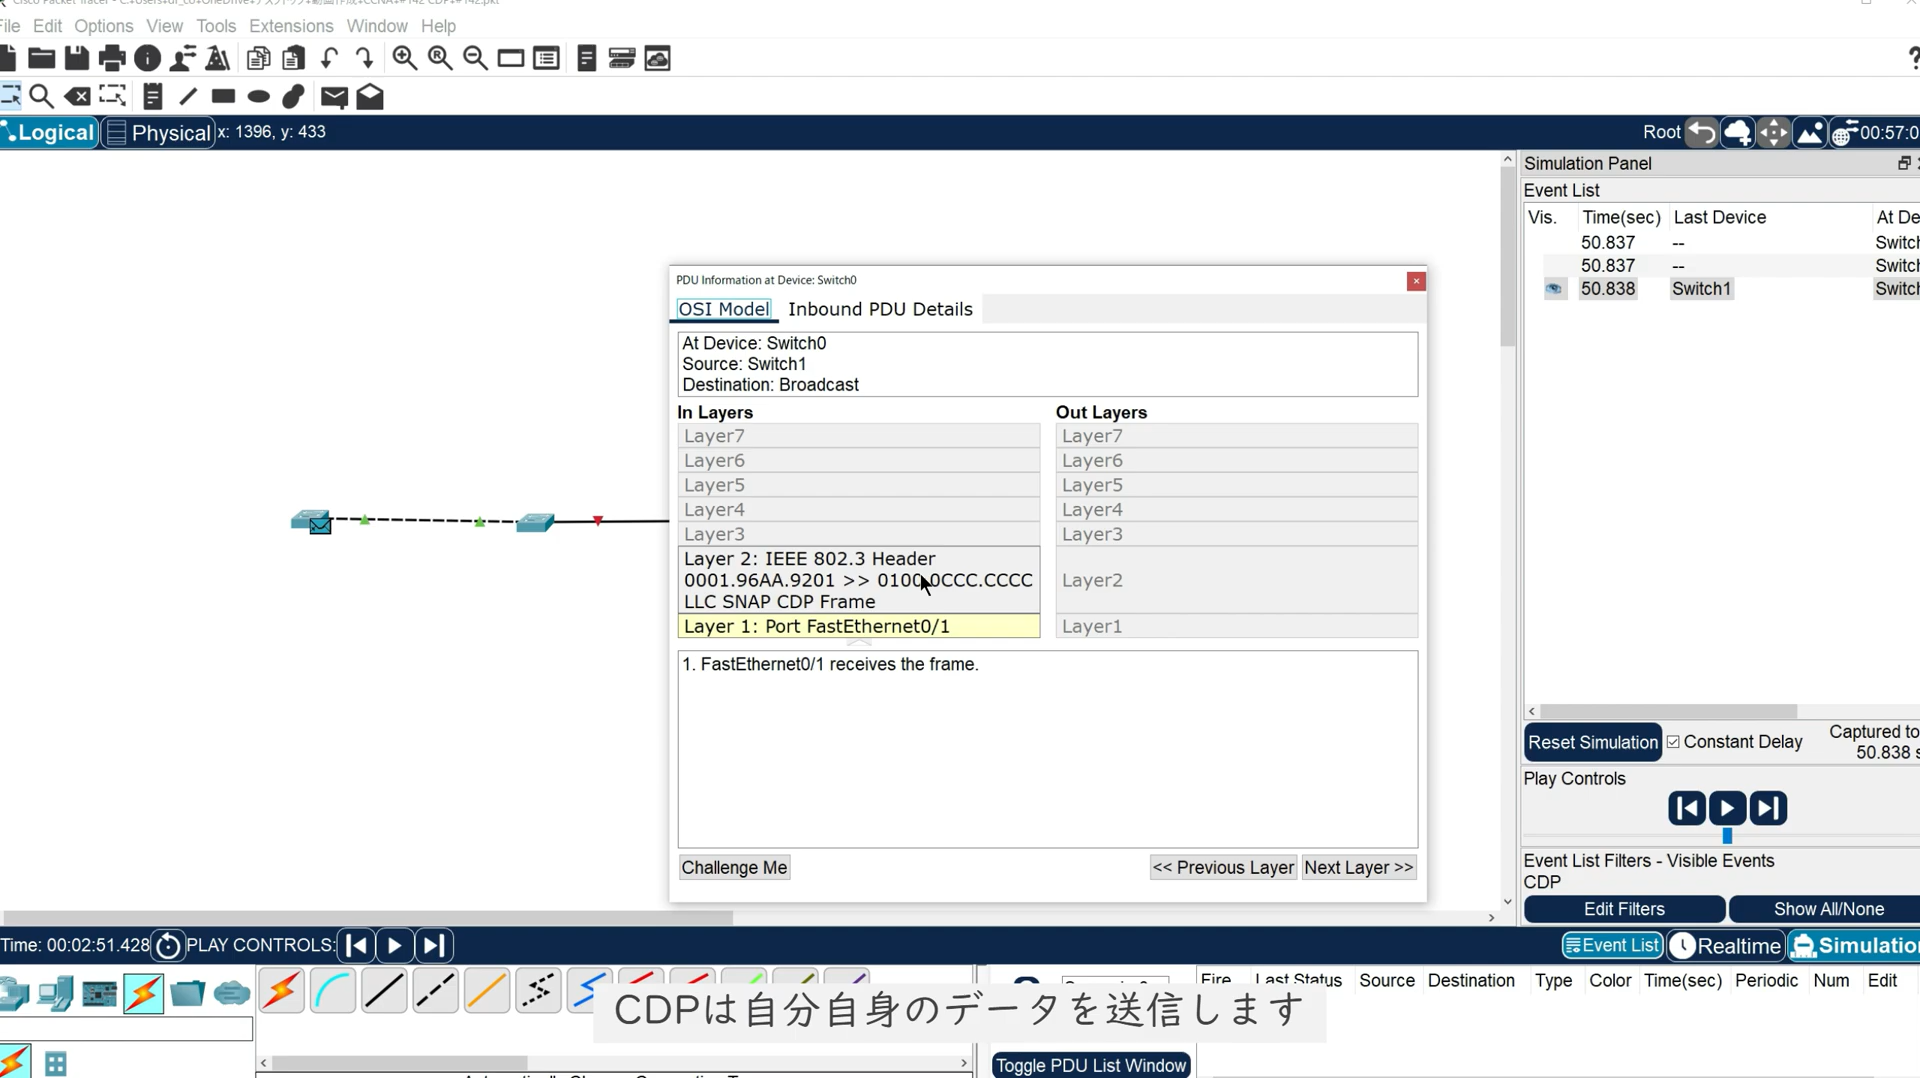 File Edit Options View Tools Extensions Window Help
Logical Physical x: 1396, y: 433
Root 00:57:0
Simulation Panel
Event List
Vis. Time(sec) Last Device At De
50.837 -- Switch
50.837 -- Switch
50.838 Switch1 Switch
PDU Information at Device: Switch0
OSI Model Inbound PDU Details
At Device: Switch0
Source: Switch1
Destination: Broadcast
In Layers Out Layers
Layer7 Layer7
Layer6 Layer6
Layer5 Layer5
Layer4 Layer4
Layer3 Layer3
Layer 2: IEEE 802.3 Header
0001.96AA.9201 >> 0100.0CCC.CCCC Layer2
LLC SNAP CDP Frame
Layer 1: Port FastEthernet0/1 Layer1
1. FastEthernet0/1 receives the frame.
Challenge Me << Previous Layer Next Layer >>
Reset Simulation Constant Delay Captured to
50.838 s
Play Controls
Event List Filters - Visible Events
CDP
Edit Filters Show All/None
Time: 00:02:51.428 PLAY CONTROLS: Event List Realtime Simulation
Fire Last Status Source Destination Type Color Time(sec) Periodic Num Edit
CDPは自分自身のデータを送信します
Toggle PDU List Window